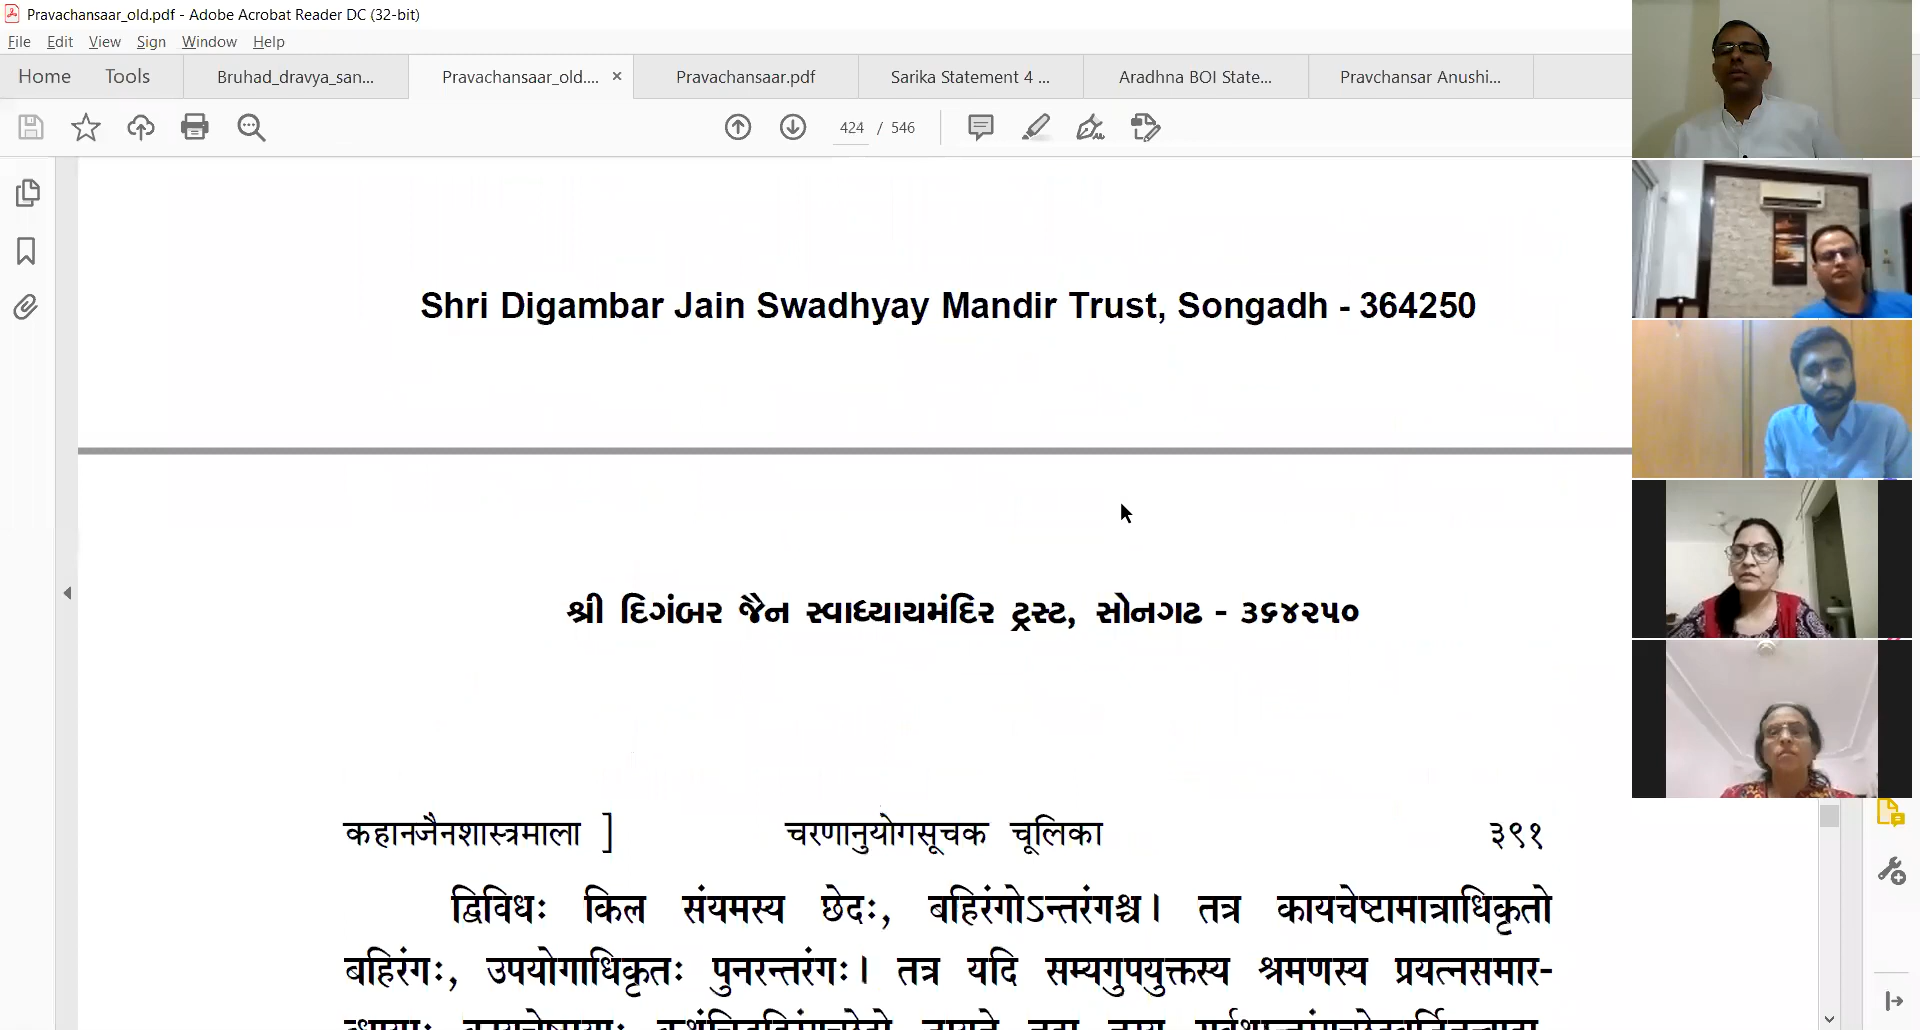 Pravachansaar_old.pdf - Adobe Acrobat Reader DC (32-bit)
File Edit View Sign Window Help
Home Tools Bruhad_dravya_san... Pravachansaar_old.... × Pravachansaar.pdf Sarika Statement 4 ... Aradhna BOI State... Pravchansar Anushi...
424 / 546
Shri Digambar Jain Swadhyay Mandir Trust, Songadh - 364250
શ્રી દિગંબર જૈન સ્વાધ્યાયમંદિર ટ્રસ્ટ, સોનગઢ - ૩૬૪૨૫૦
कहानजैनशास्त्रमाला ] चरणानुयोगसूचक चूलिका ३९१
द्विविधः किल संयमस्य छेदः, बहिरंगोऽन्तरंगश्च। तत्र कायचेष्टामात्राधिकृतो
बहिरंगः, उपयोगाधिकृतः पुनरन्तरंगः। तत्र यदि सम्यगुपयुक्तस्य श्रमणस्य प्रयत्नसमार-